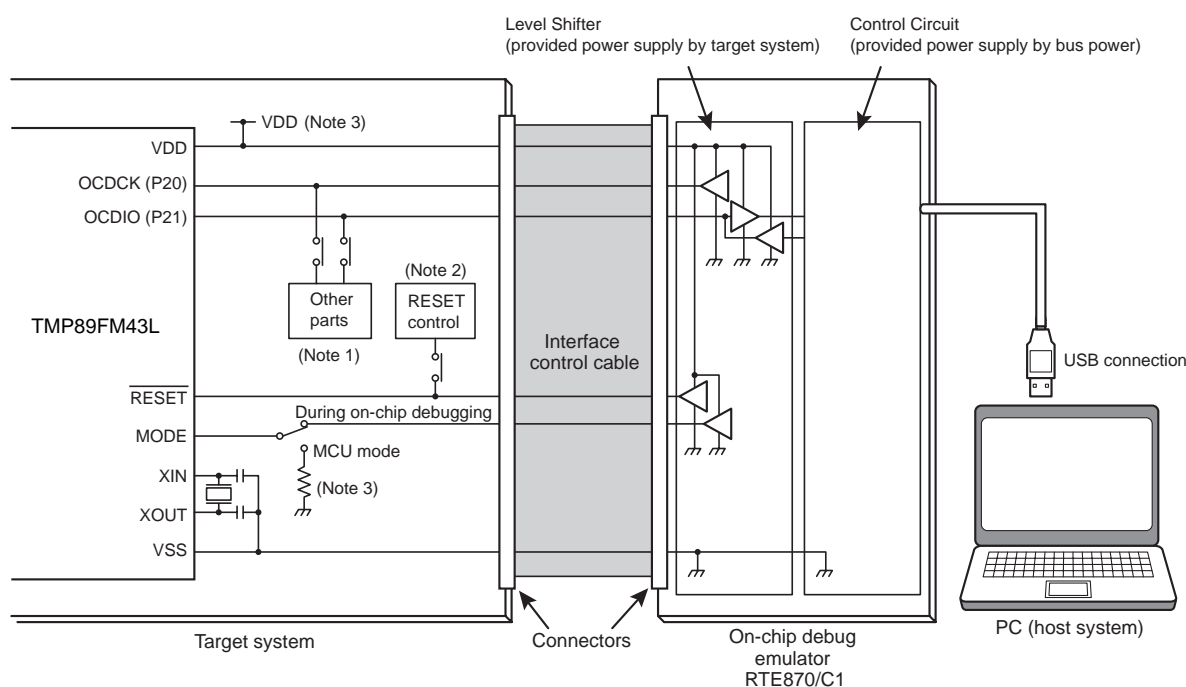 Level Shifter
(provided power supply by target system)
Control Circuit
(provided power supply by bus power)
VDD (Note 3)
VDD
OCDCK (P20)
OCDIO (P21)
(Note 2)
Other
parts
RESET
control
TMP89FM43L
(Note 1)
Interface
control cable
USB connection
RESET
During on-chip debugging
MODE
MCU mode
XIN
(Note 3)
XOUT
VSS
Target system
Connectors
On-chip debug
emulator
RTE870/C1
PC (host system)